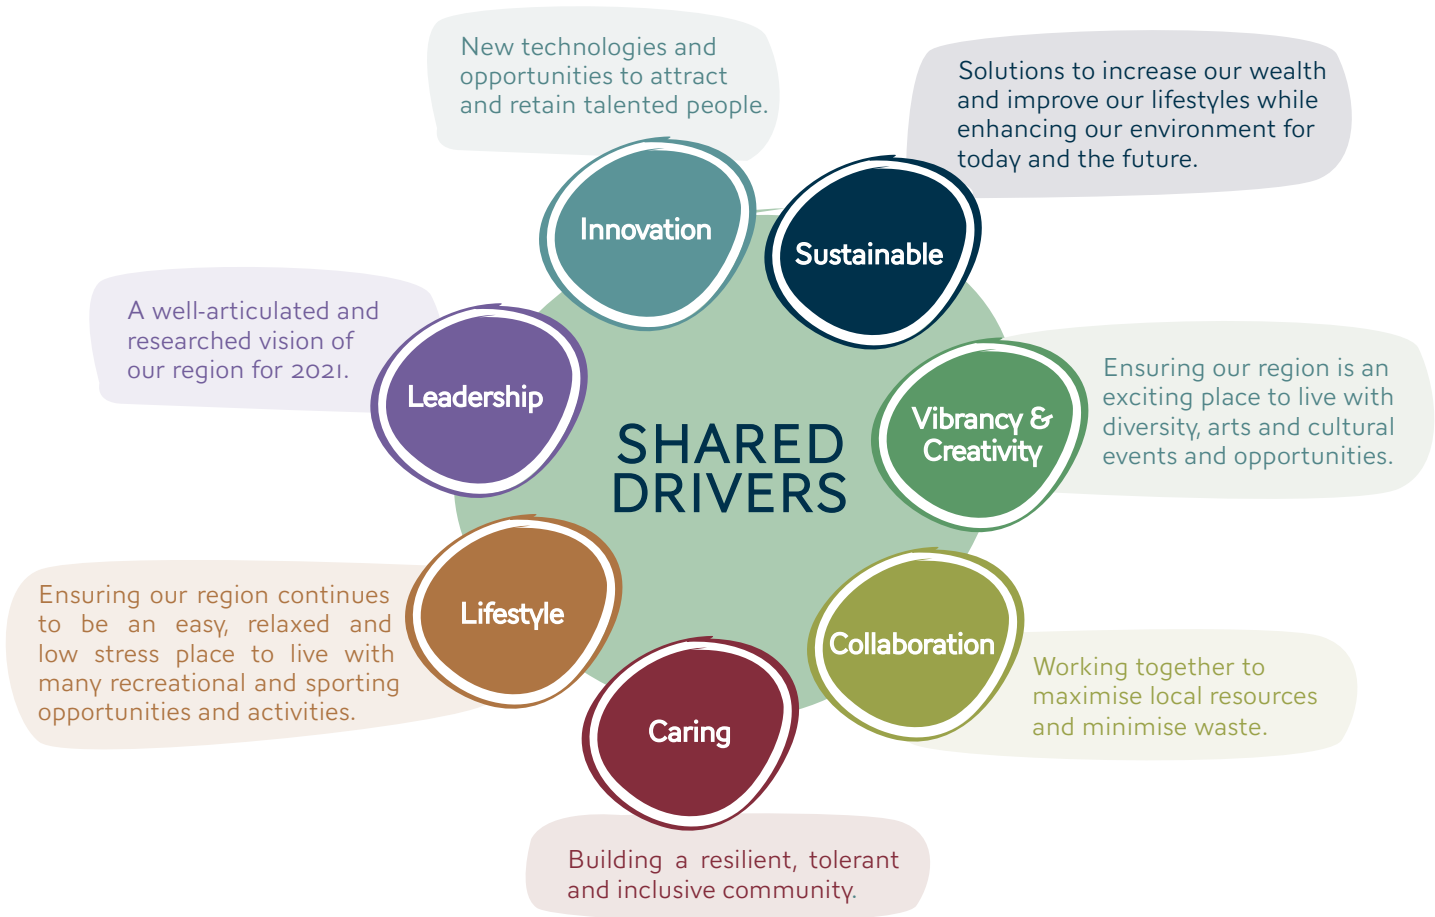 New technologies and
opportunities to attract
and retain talented people.
Solutions to increase our wealth
and improve our lifestyles while
enhancing our environment for
today and the future.
Innovation
Sustainable
A well-articulated and
researched vision of
our region for 2021.
Leadership
Vibrancy &
Creativity
Ensuring our region is an
exciting place to live with
diversity, arts and cultural
events and opportunities.
SHARED
DRIVERS
Ensuring our region continues
to be an easy, relaxed and
low stress place to live with
many recreational and sporting
opportunities and activities.
Lifestyle
Collaboration
Working together to
maximise local resources
and minimise waste.
Caring
Building a resilient, tolerant
and inclusive community.